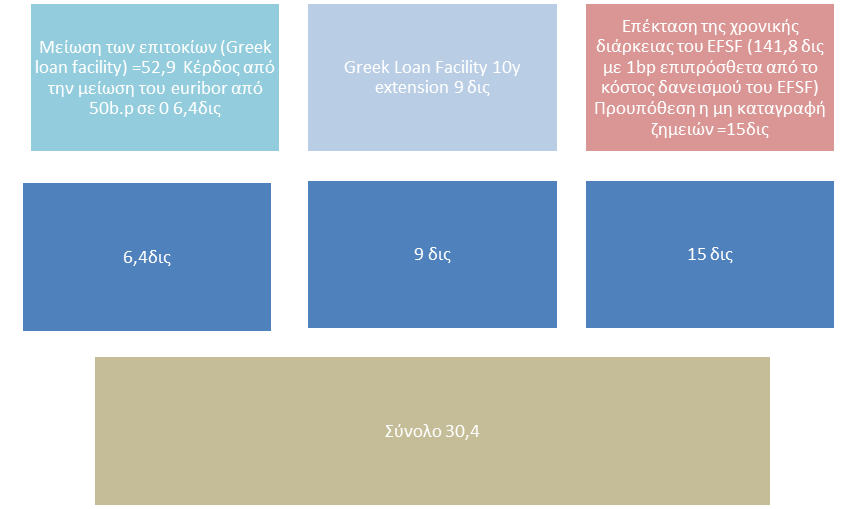 Μείωση των επιτοκίων (Greek
loan facility) =52,9 Κέρδος από
την μείωση του euribor από
50b.p σε 0 6,4δις
Greek Loan Facility 10y
extension 9 δις
Επέκταση της χρονικής
διάρκειας του EFSF (141,8 δις
με 1bp επιπρόσθετα από το
κόστος δανεισμού του EFSF)
Προυπόθεση η μη καταγραφή
ζημειών =15δις
6,4δις
9 δις
15 δις
Σύνολο 30,4